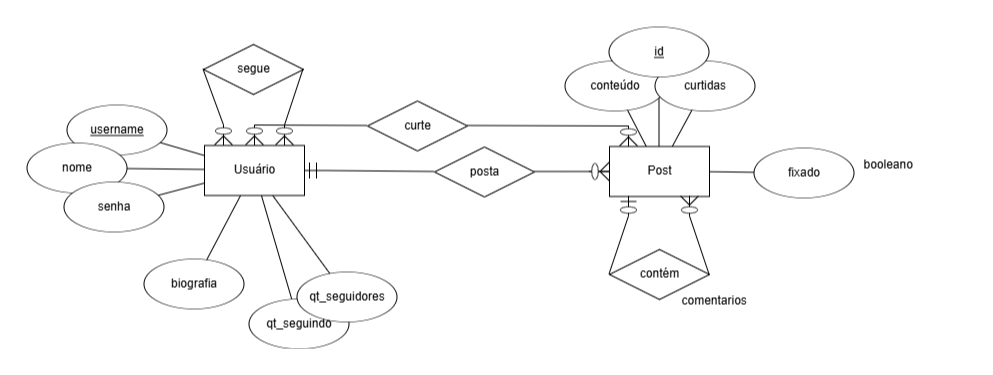 segue
id
conteúdo
curtidas
username
curte
nome
Usuário
posta
Post
fixado
booleano
senha
biografia
qt_seguidores
qt_seguindo
contém
comentarios